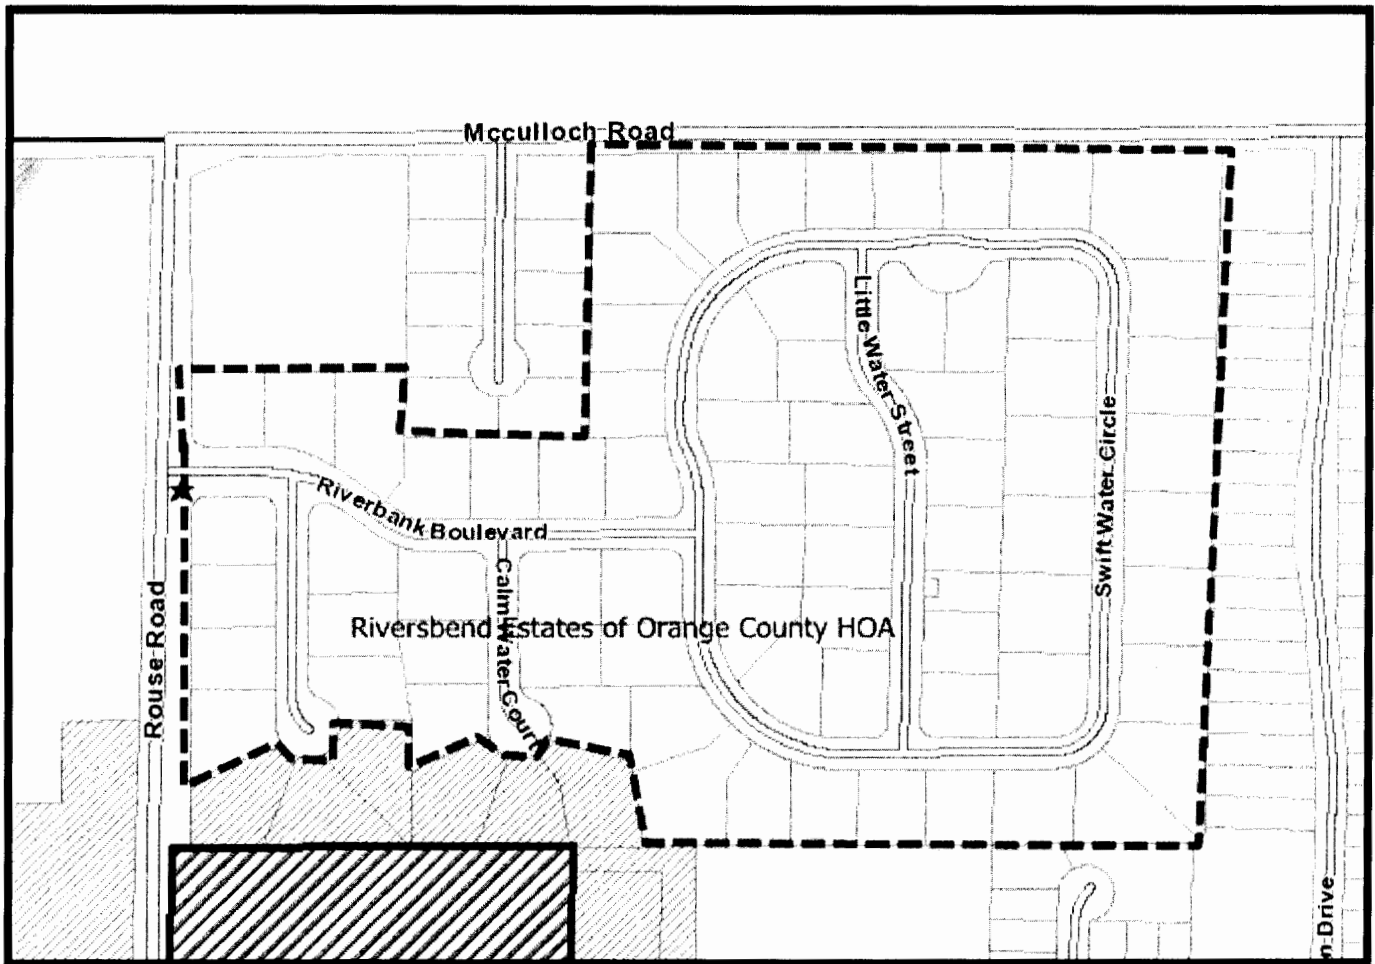 Mcculloch Road
Little Water Street
Swift Water Circle
Riverbank Boulevard
Calm Water Court
Riversbend Estates of Orange County HOA
Rouse Road
n Drive